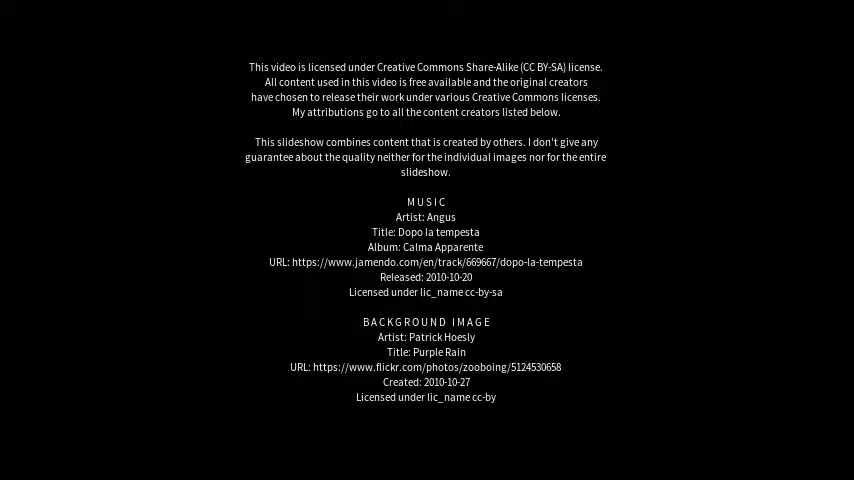 This video is licensed under Creative Commons Share-Alike (CC BY-SA) license.
All content used in this video is free available and the original creators
have chosen to release their work under various Creative Commons licenses.
My attributions go to all the content creators listed below.
This slideshow combines content that is created by others. I don't give any
guarantee about the quality neither for the individual images nor for the entire
slideshow.
MUSIC
Artist: Angus
Title: Dopo la tempesta
Album: Calma Apparente
URL: https://www.jamendo.com/en/track/669667/dopo-la-tempesta
Released: 2010-10-20
Licensed under lic_name cc-by-sa
BACKGROUND IMAGE
Artist: Patrick Hoesly
Title: Purple Rain
URL: https://www.flickr.com/photos/zooboing/5124530658
Created: 2010-10-27
Licensed under lic_name cc-by